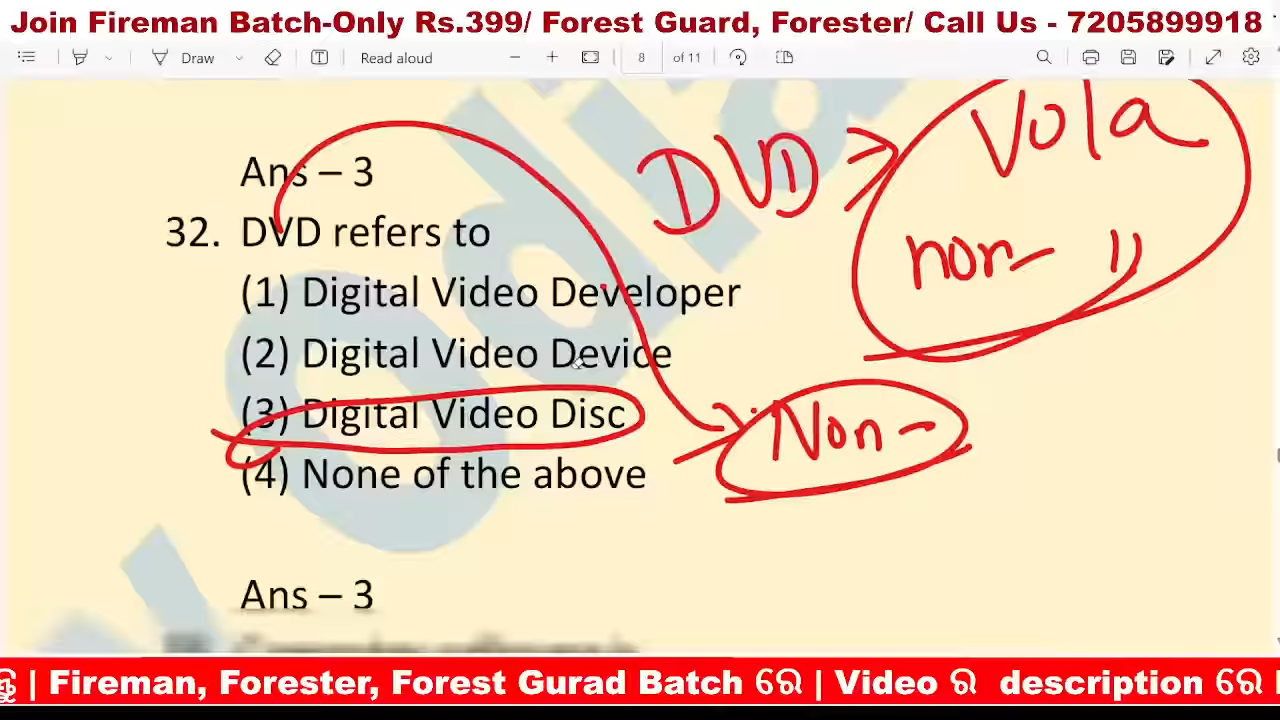 Join Fireman Batch-Only Rs.399/ Forest Guard, Forester/ Call Us - 7205899918
Draw
Read aloud
8 of 11
Ans – 3
32. DVD refers to
(1) Digital Video Developer
(2) Digital Video Device
(3) Digital Video Disc
(4) None of the above
Ans – 3
DVD
Vola
non- "
Non-
| Fireman, Forester, Forest Gurad Batch ରେ | Video ର description ରେ